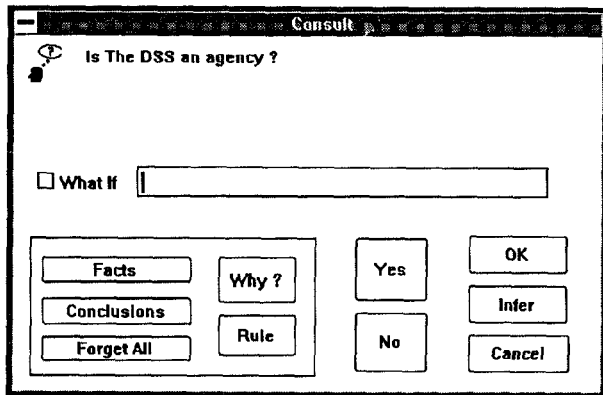 Consult
?
Is The DSS an agency ?
What If
Facts
Conclusions
Forget All
Why ?
Rule
Yes
No
OK
Infer
Cancel